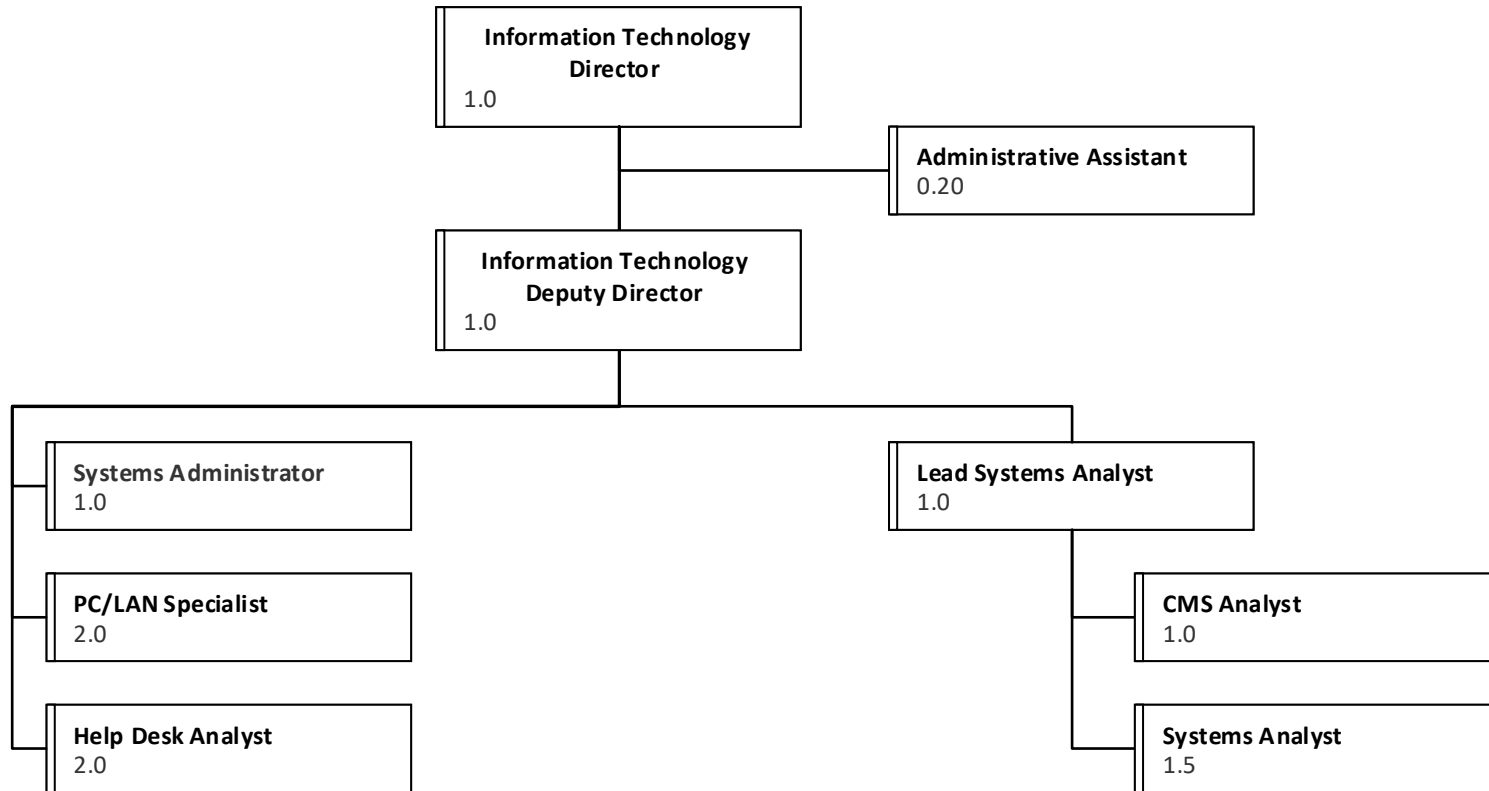 Information Technology
Director
1.0
Administrative Assistant
0.20
Information Technology
Deputy Director
1.0
Systems Administrator
1.0
Lead Systems Analyst
1.0
PC/LAN Specialist
2.0
CMS Analyst
1.0
Help Desk Analyst
2.0
Systems Analyst
1.5